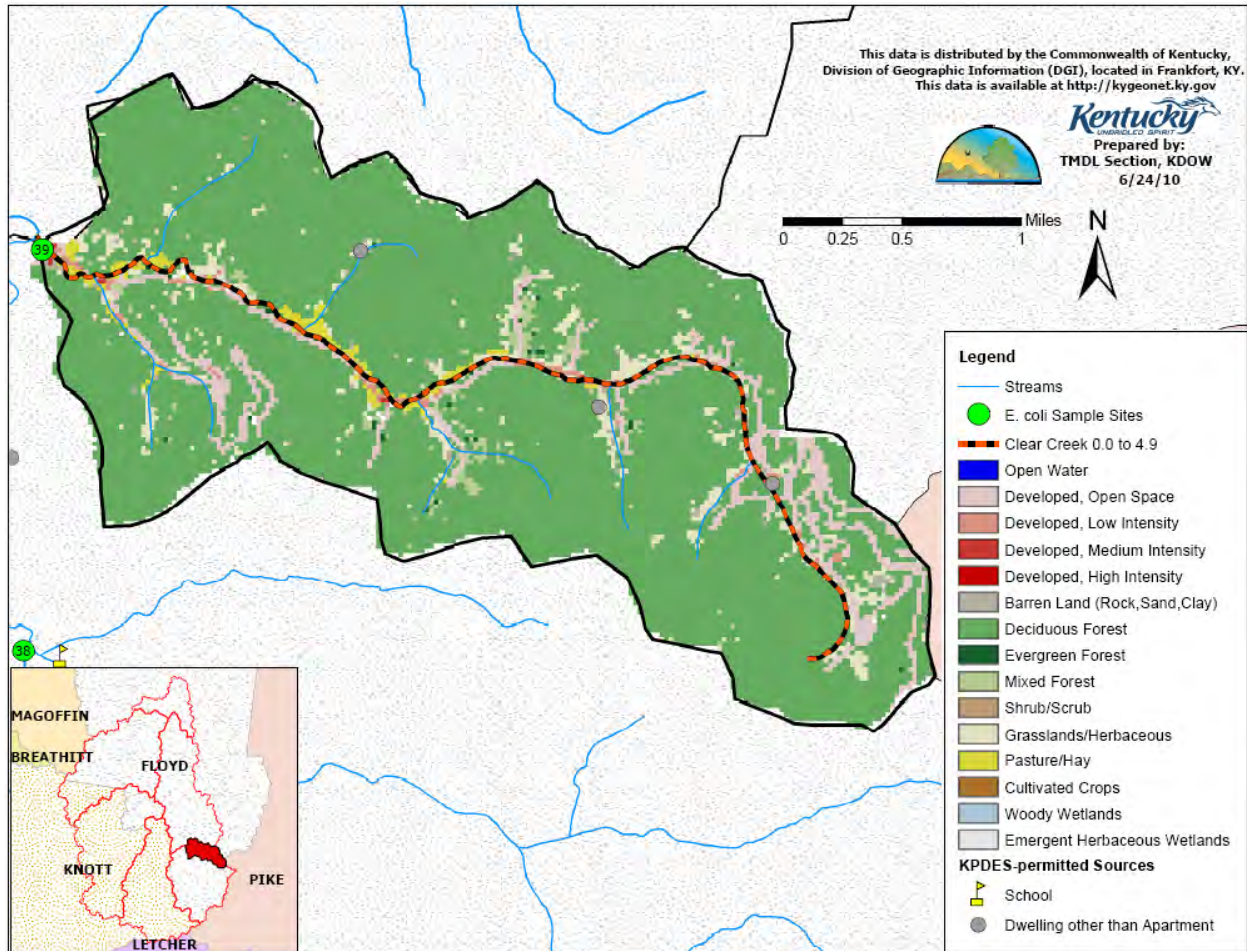 This data is distributed by the Commonwealth of Kentucky,
Division of Geographic Information (DGI), located in Frankfort, KY.
This data is available at http://kygeonet.ky.gov
Kentucky
UNBRIDLED SPIRIT
Prepared by:
TMDL Section, KDOW
6/24/10
Miles
0 0.25 0.5 1
N
39
38
Legend
Streams
E. coli Sample Sites
Clear Creek 0.0 to 4.9
Open Water
Developed, Open Space
Developed, Low Intensity
Developed, Medium Intensity
Developed, High Intensity
Barren Land (Rock,Sand,Clay)
Deciduous Forest
Evergreen Forest
Mixed Forest
Shrub/Scrub
Grasslands/Herbaceous
Pasture/Hay
Cultivated Crops
Woody Wetlands
Emergent Herbaceous Wetlands
KPDES-permitted Sources
School
Dwelling other than Apartment
MAGOFFIN
BREATHITT
FLOYD
KNOTT
PIKE
LETCHER